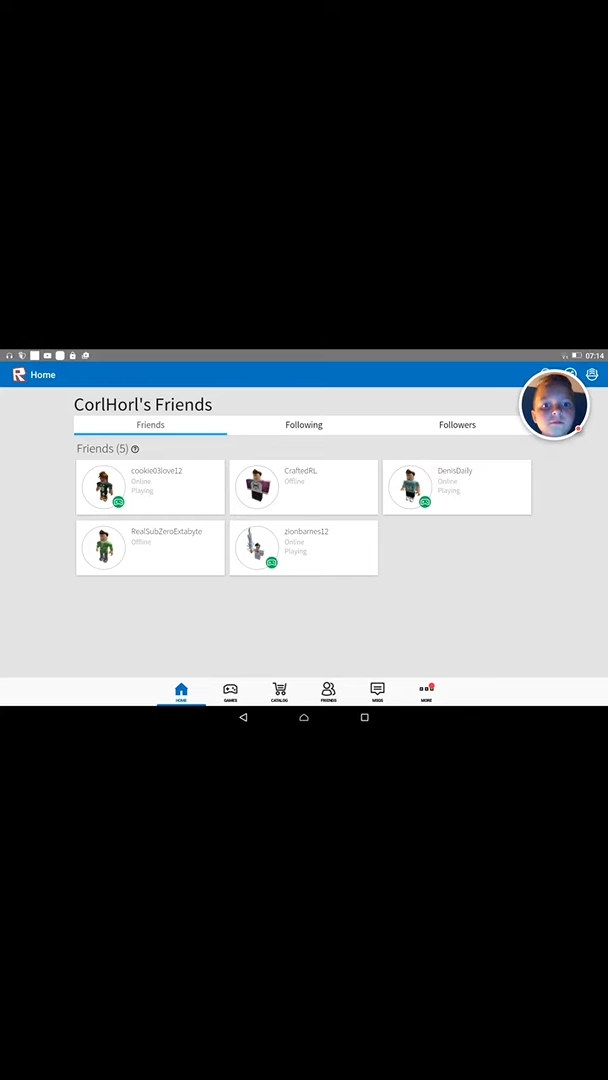 07:14
Home
CorlHorl's Friends
Friends
Following
Followers
Friends (5)
cookie03love12
Online
Playing
CraftedRL
Offline
DenisDaily
Online
Playing
RealSubZeroExtabyte
Offline
zionbarnes12
Online
Playing
HOME
GAMES
CATALOG
FRIENDS
MSGS
MORE